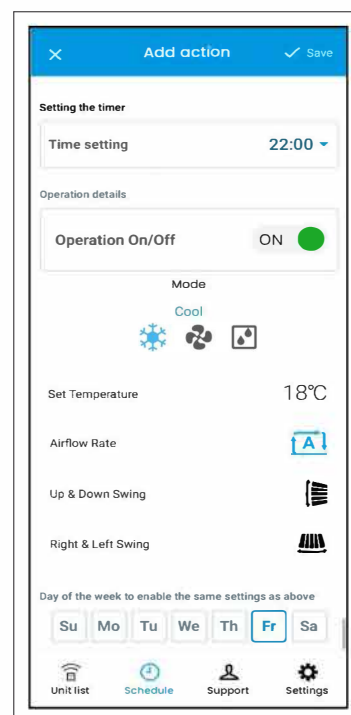 Add action
Save
Setting the timer
Time setting 22:00
Operation details
Operation On/Off ON
Mode
Cool
Set Temperature 18℃
Airflow Rate A
Up & Down Swing
Right & Left Swing
Day of the week to enable the same settings as above
Su Mo Tu We Th Fr Sa
Unit list Schedule Support Settings